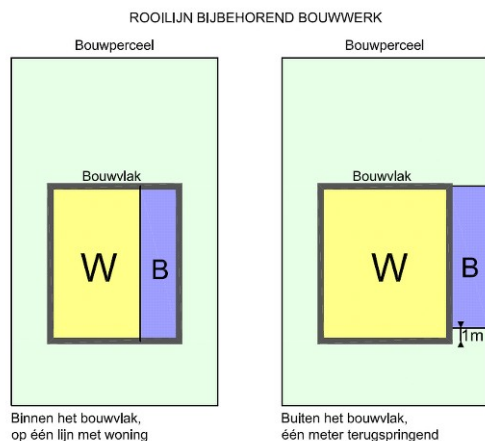 ROOILIJN BIJBEHOREND BOUWWERK
Bouwperceel
Bouwvlak
W
B
Binnen het bouwvlak,
op één lijn met woning
Bouwperceel
Bouwvlak
W
B
1m
Buiten het bouwvlak,
één meter terugspringend